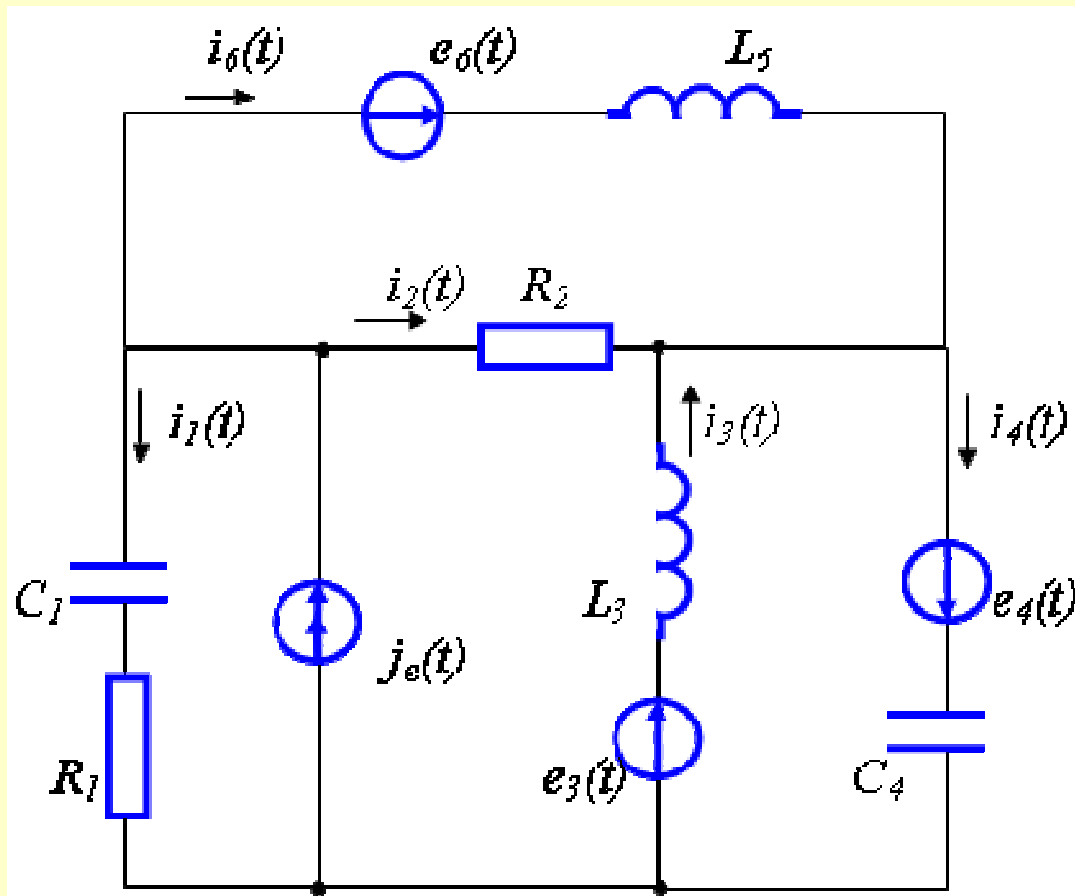 i₆(t) e₆(t) L₅
i₂(t) R₂
i₁(t) i₃(t) i₄(t)
C₁ L₃ e₄(t)
jₑ(t)
R₁ e₃(t) C₄